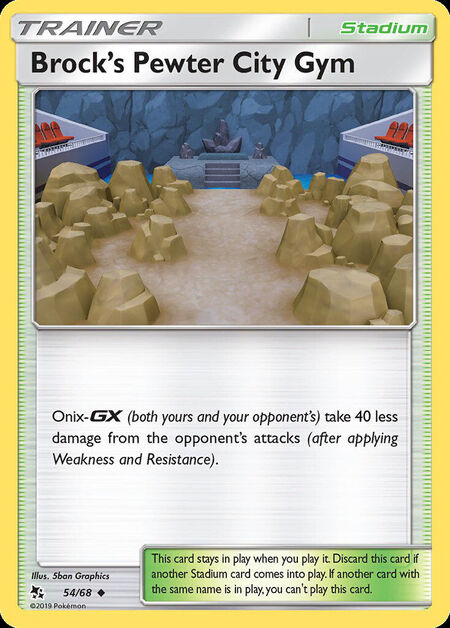 TRAINER Stadium
Brock's Pewter City Gym
Onix-GX (both yours and your opponent's) take 40 less
damage from the opponent's attacks (after applying
Weakness and Resistance).
Illus. 5ban Graphics
54/68
©2019 Pokémon
This card stays in play when you play it. Discard this card if
another Stadium card comes into play. If another card with
the same name is in play, you can't play this card.